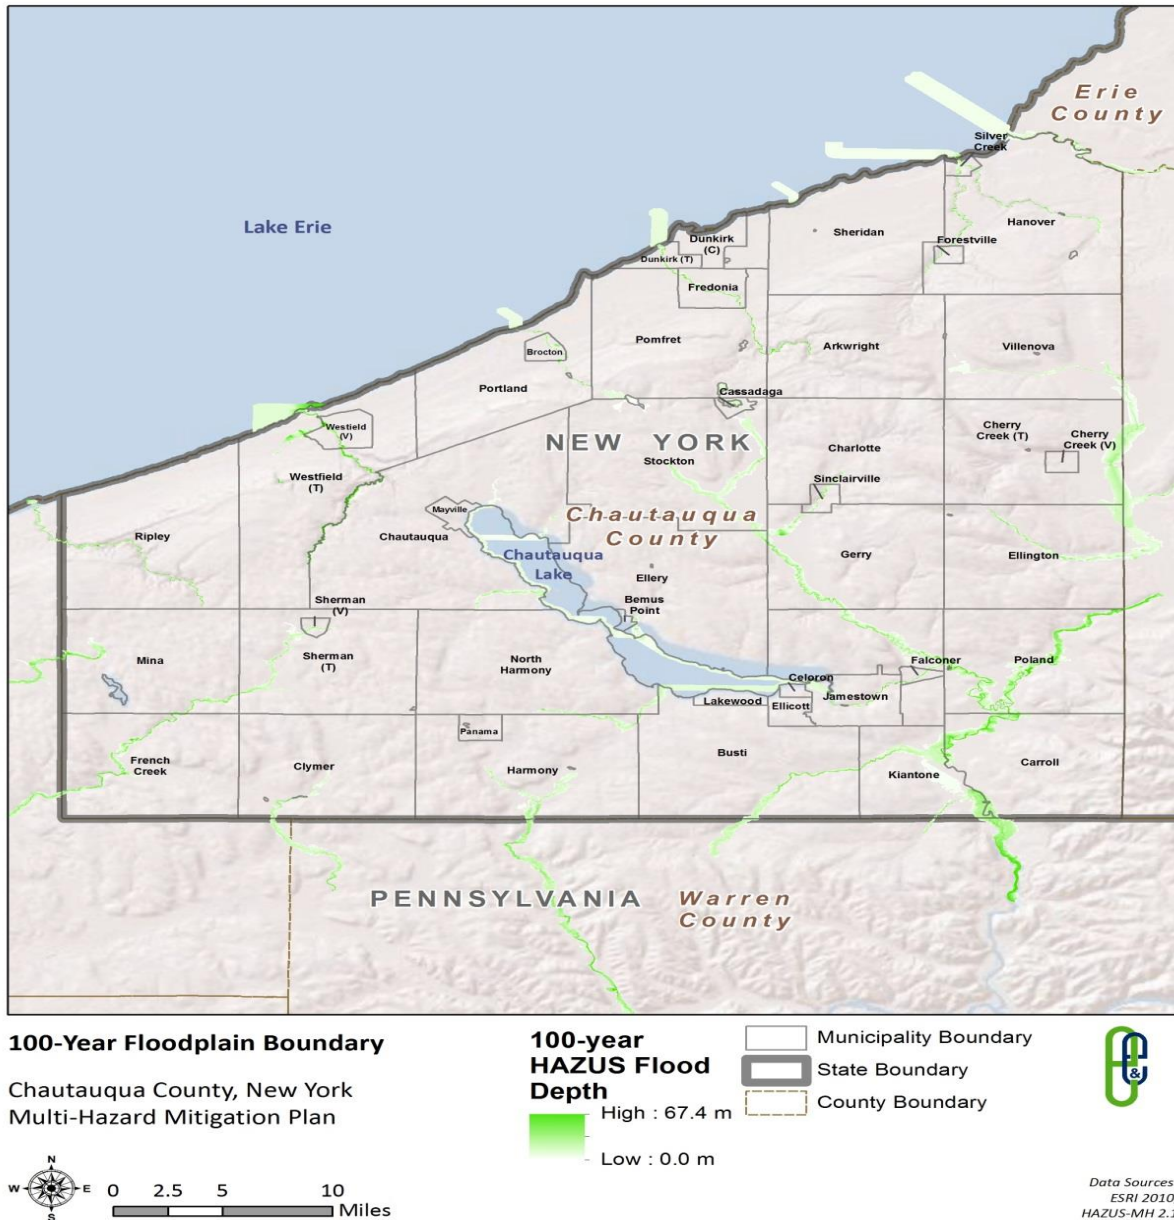 Erie
County
Silver
Creek
Hanover
Lake Erie
Sheridan
Forestville
Dunkirk
(C)
Dunkirk (T)
Fredonia
Pomfret
Arkwright
Villenova
Brocton
Portland
Cassadaga
Westfield
(V)
NEW YORK
Cherry
Creek (T)
Cherry
Creek (V)
Charlotte
Stockton
Westfield
(T)
Sinclairville
Mayville
Chautauqua
County
Ripley
Chautauqua
Chautauqua
Lake
Gerry
Ellington
Ellery
Bemus
Point
Sherman
(V)
Mina
Sherman
(T)
North
Harmony
Falconer
Poland
Celoron
Jamestown
Lakewood
Ellicott
Panama
Busti
French
Creek
Clymer
Harmony
Kiantone
Carroll
PENNSYLVANIA
Warren
County
100-Year Floodplain Boundary
Chautauqua County, New York
Multi-Hazard Mitigation Plan
N
W
E
S
0 2.5 5 10
Miles
100-year
HAZUS Flood
Depth
High : 67.4 m
Low : 0.0 m
Municipality Boundary
State Boundary
County Boundary
&
Data Sources
ESRI 2010
HAZUS-MH 2.